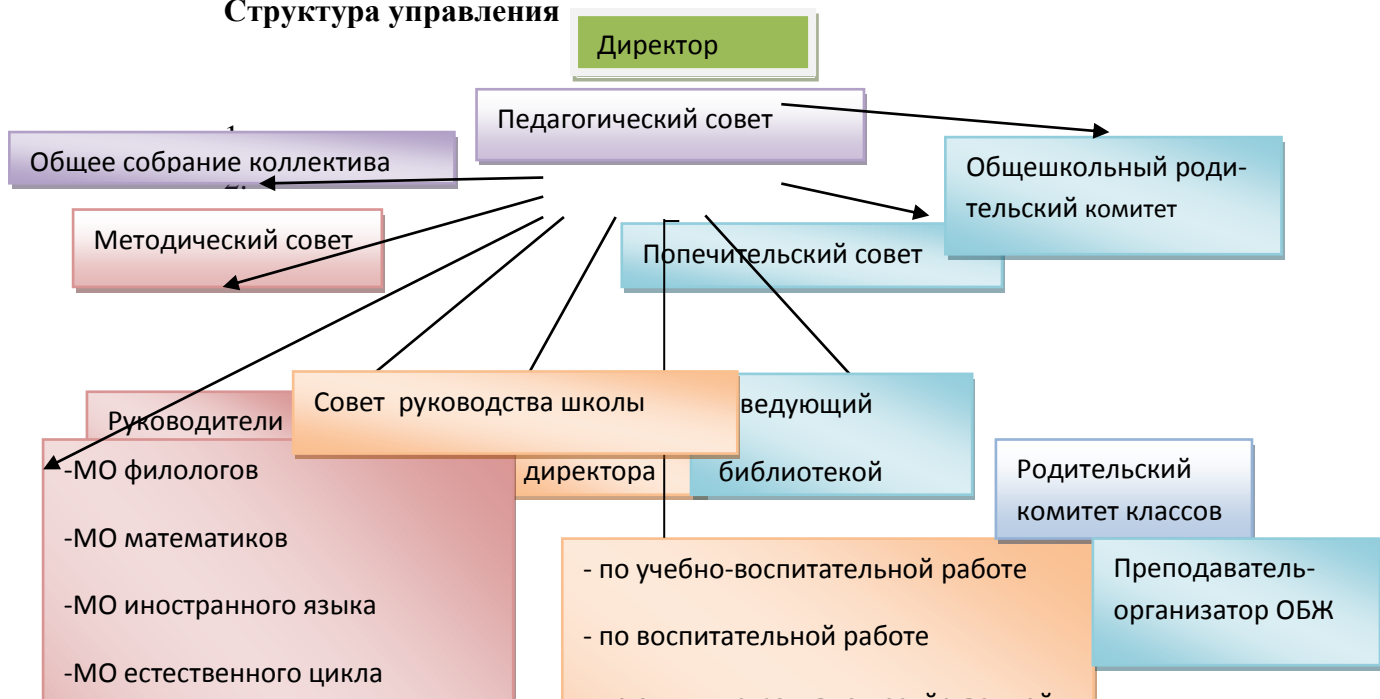 Структура управления
Директор
Педагогический совет
Общее собрание коллектива
Общешкольный роди-
тельский комитет
Методический совет
Попечительский совет
Совет руководства школы
Руководители
ведующий
директора
библиотекой
-МО филологов
-МО математиков
-МО иностранного языка
-МО естественного цикла
Родительский
комитет классов
- по учебно-воспитательной работе
- по воспитательной работе
Преподаватель-
организатор ОБЖ